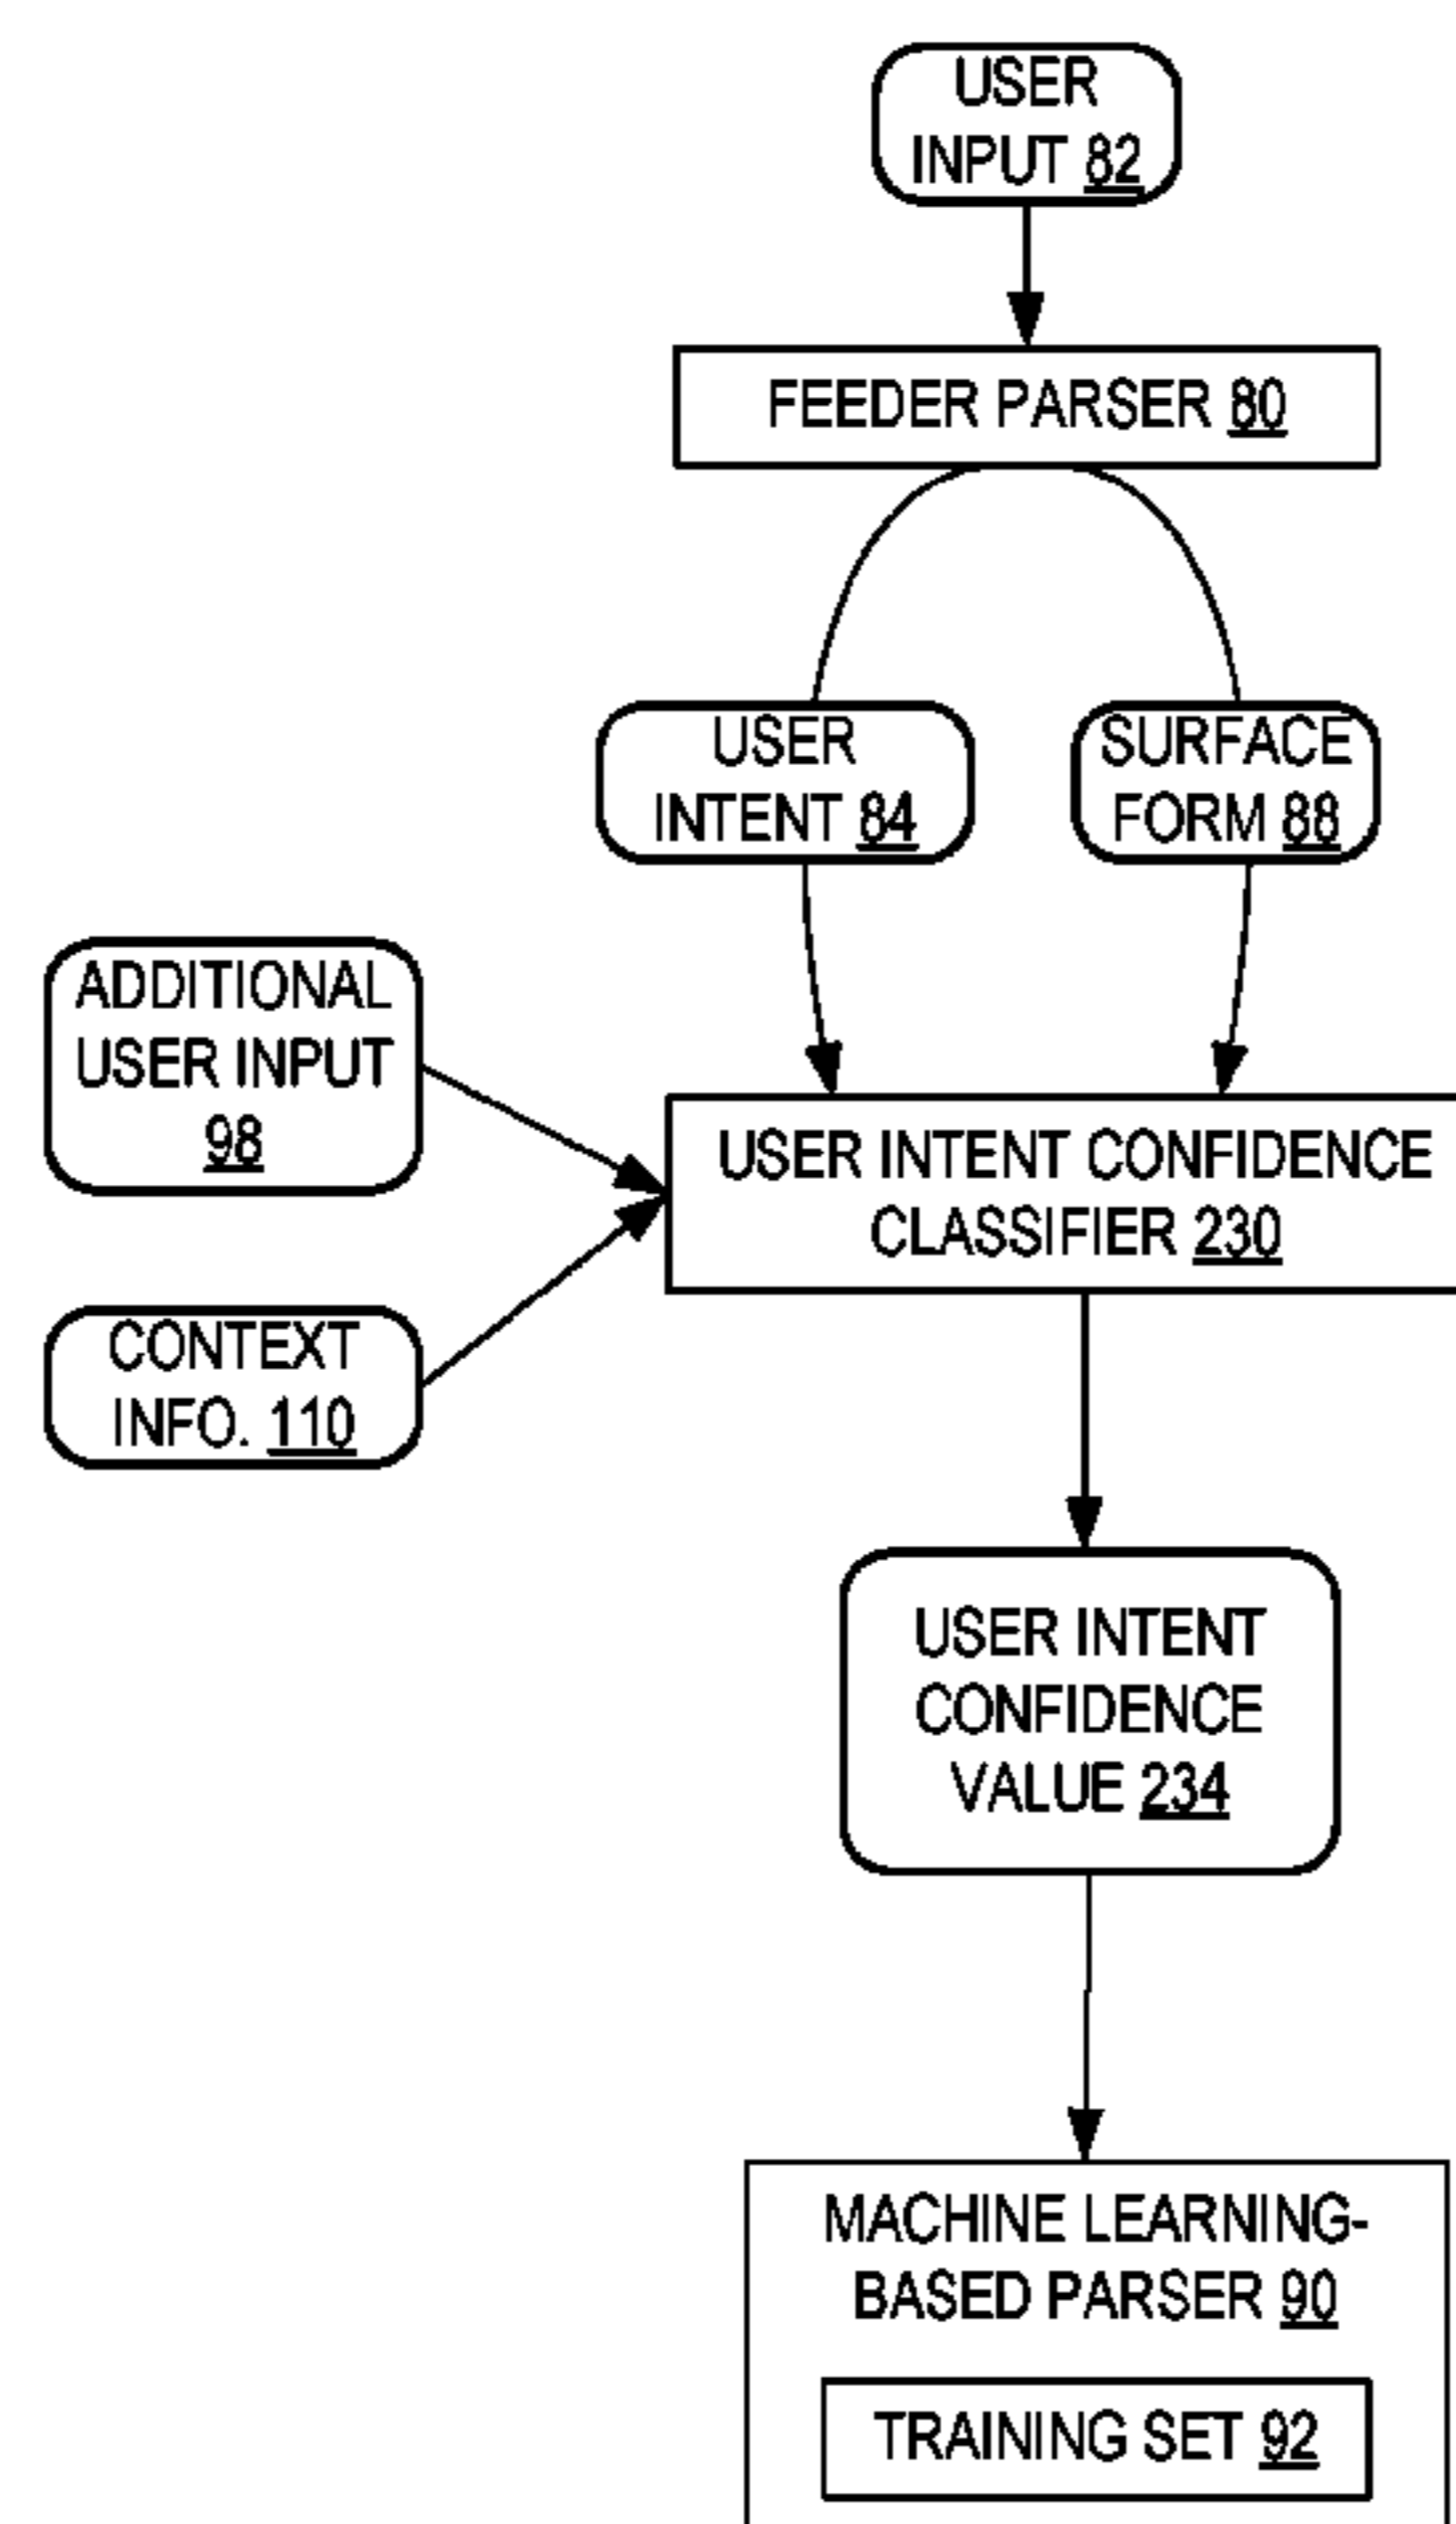 USER
INPUT 82
FEEDER PARSER 80
USER
INTENT 84
SURFACE
FORM 88
ADDITIONAL
USER INPUT
98
USER INTENT CONFIDENCE
CLASSIFIER 230
CONTEXT
INFO. 110
USER INTENT
CONFIDENCE
VALUE 234
MACHINE LEARNING-
BASED PARSER 90
TRAINING SET 92